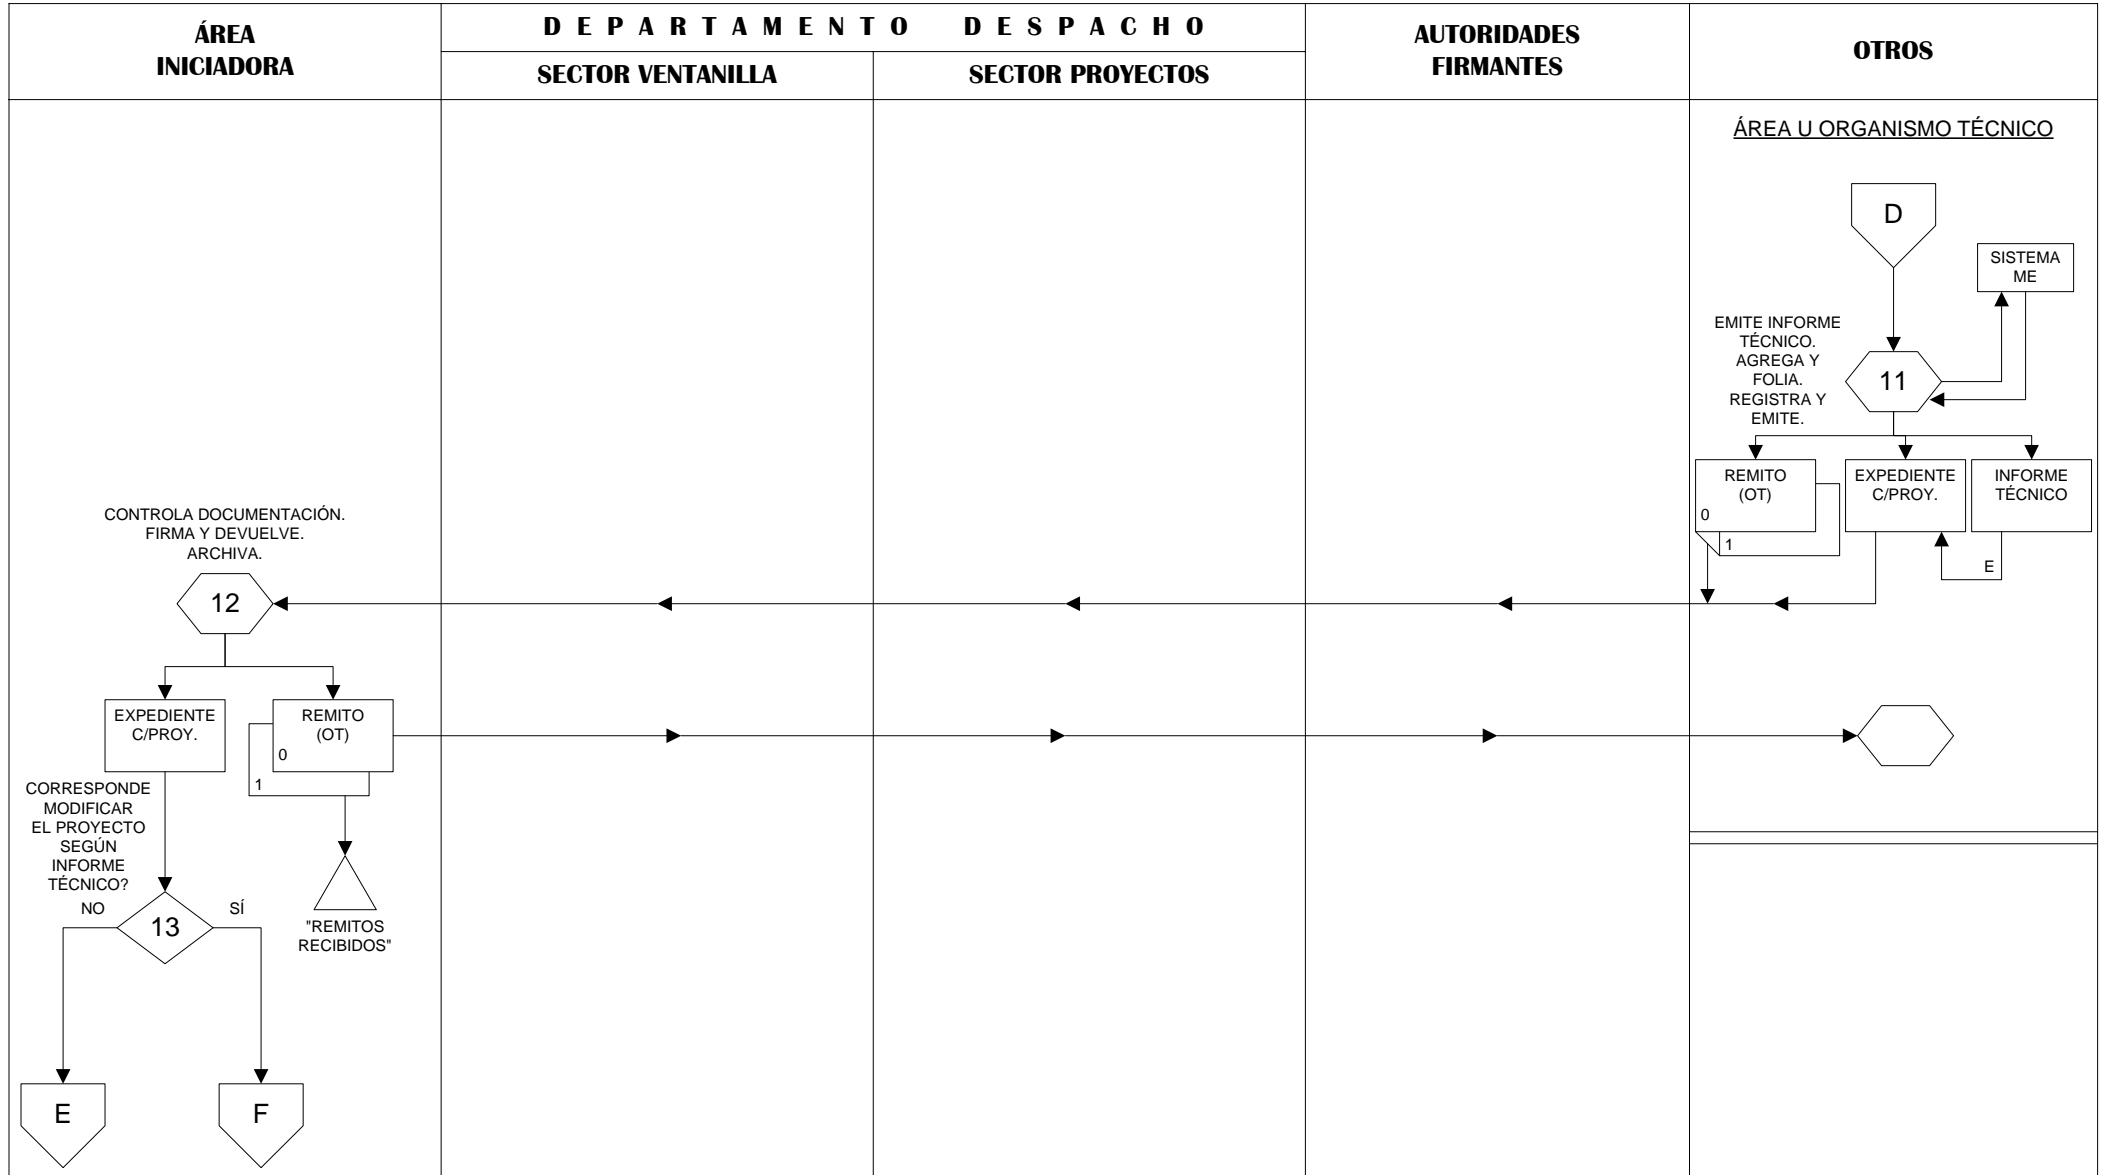 ÁREA
INICIADORA
DEPARTAMENTO DESPACHO
SECTOR VENTANILLA
SECTOR PROYECTOS
AUTORIDADES
FIRMANTES
OTROS
ÁREA U ORGANISMO TÉCNICO
D
SISTEMA
ME
EMITE INFORME
TÉCNICO.
AGREGA Y
FOLIA.
REGISTRA Y
EMITE.
11
REMITO
(OT)
0
1
EXPEDIENTE
C/PROY.
INFORME
TÉCNICO
E
CONTROLA DOCUMENTACIÓN.
FIRMA Y DEVUELVE.
ARCHIVA.
12
EXPEDIENTE
C/PROY.
REMITO
(OT)
0
1
CORRESPONDE
MODIFICAR
EL PROYECTO
SEGÚN
INFORME
TÉCNICO?
NO
13
SÍ
"REMITOS
RECIBIDOS"
E
F